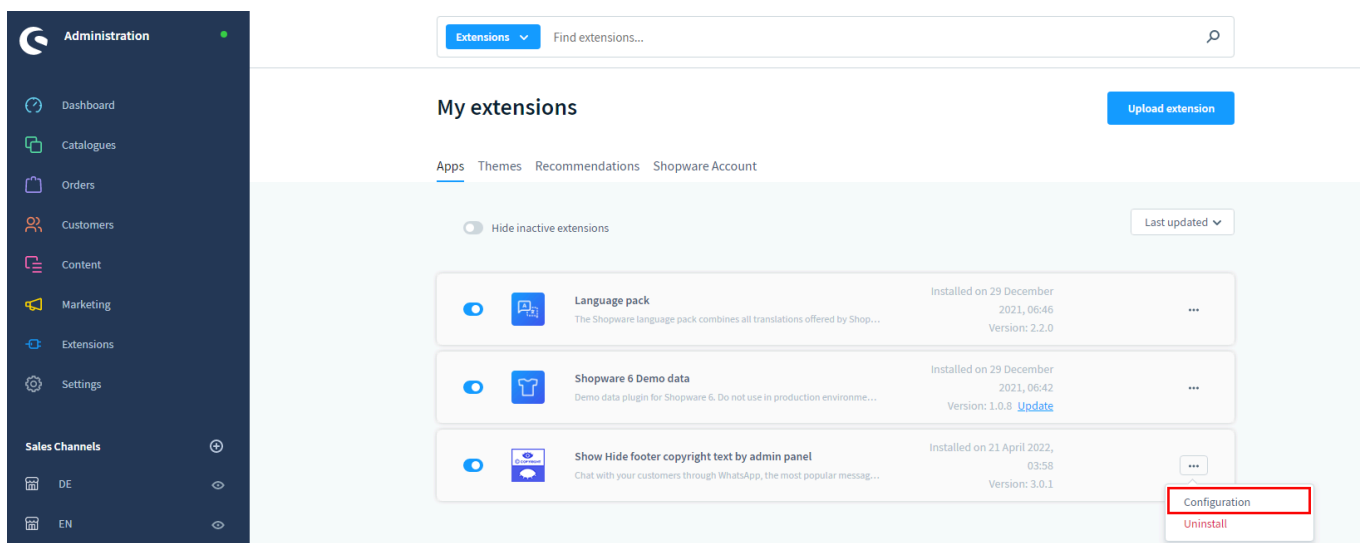 Administration
Dashboard
Catalogues
Orders
Customers
Content
Marketing
Extensions
Settings
Sales Channels
DE
EN
Extensions
Find extensions...
My extensions
Upload extension
Apps Themes Recommendations Shopware Account
Hide inactive extensions
Last updated
Language pack
The Shopware language pack combines all translations offered by Shop...
Installed on 29 December
2021, 06:46
Version: 2.2.0
Shopware 6 Demo data
Demo data plugin for Shopware 6. Do not use in production environme...
Installed on 29 December
2021, 06:42
Version: 1.0.8 Update
COPYRIGHT
Show Hide footer copyright text by admin panel
Chat with your customers through WhatsApp, the most popular messag...
Installed on 21 April 2022,
03:58
Version: 3.0.1
Configuration
Uninstall